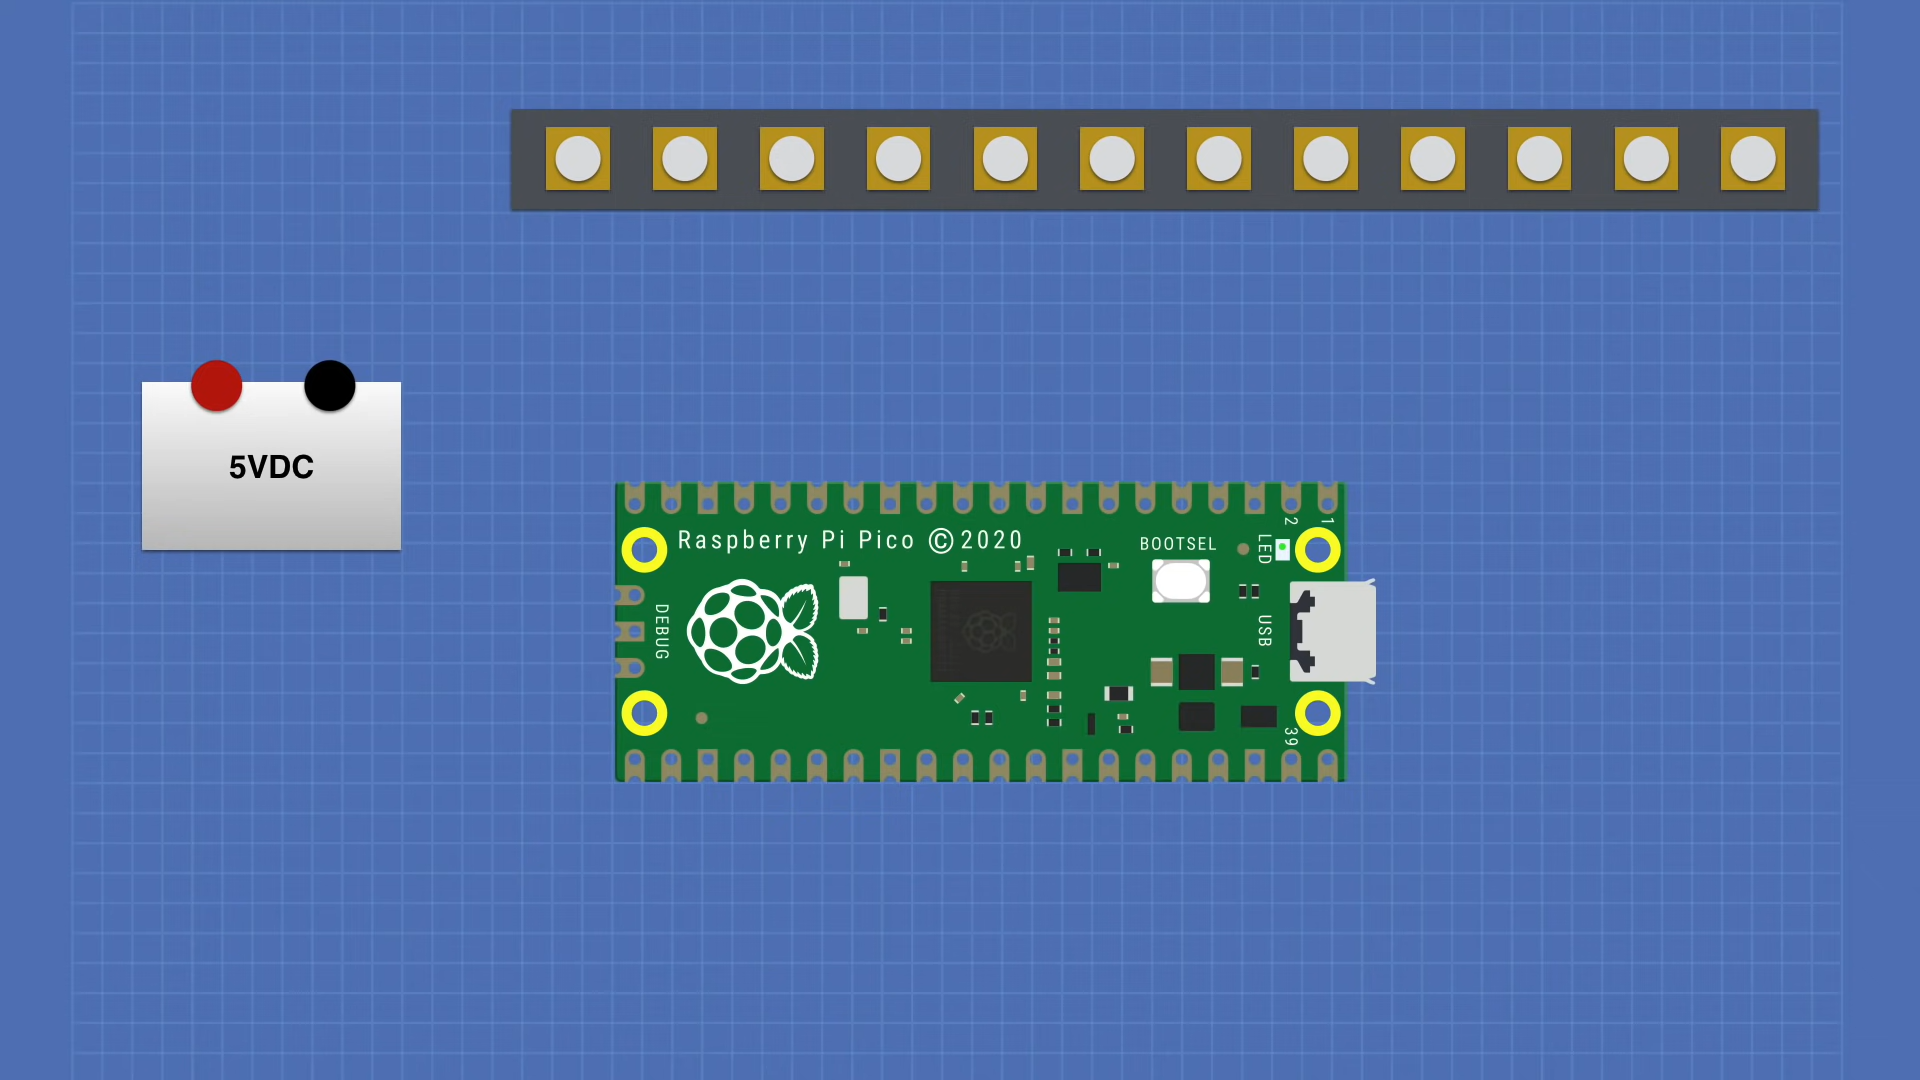 5VDC
Raspberry Pi Pico © 2020
BOOTSEL
LED
2
1
DEBUG
USB
39